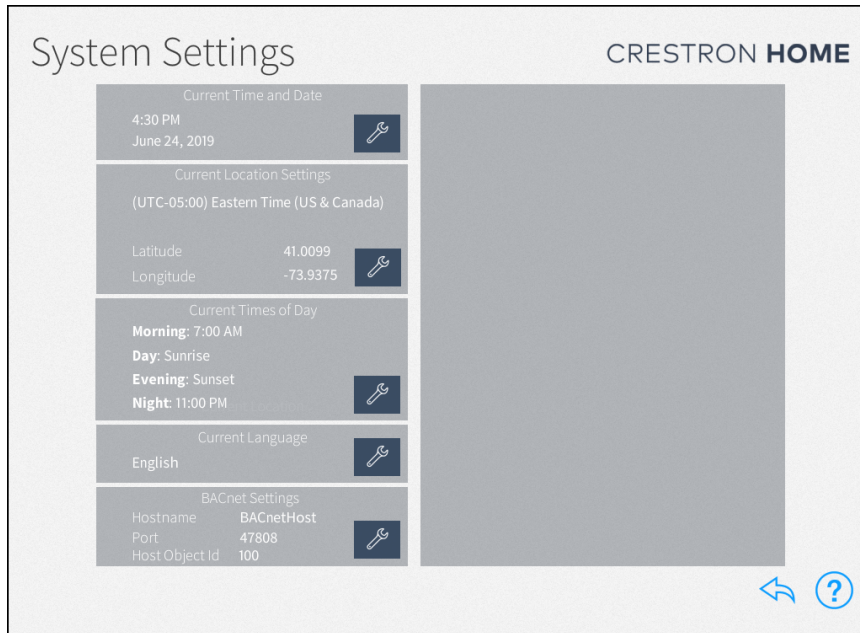 System Settings
CRESTRON HOME
Current Time and Date
4:30 PM
June 24, 2019
Current Location Settings
(UTC-05:00) Eastern Time (US & Canada)
Latitude 41.0099
Longitude -73.9375
Current Times of Day
Morning: 7:00 AM
Day: Sunrise
Evening: Sunset
Night: 11:00 PM
Current Language
English
BACnet Settings
Hostname BACnetHost
Port 47808
Host Object Id 100
?